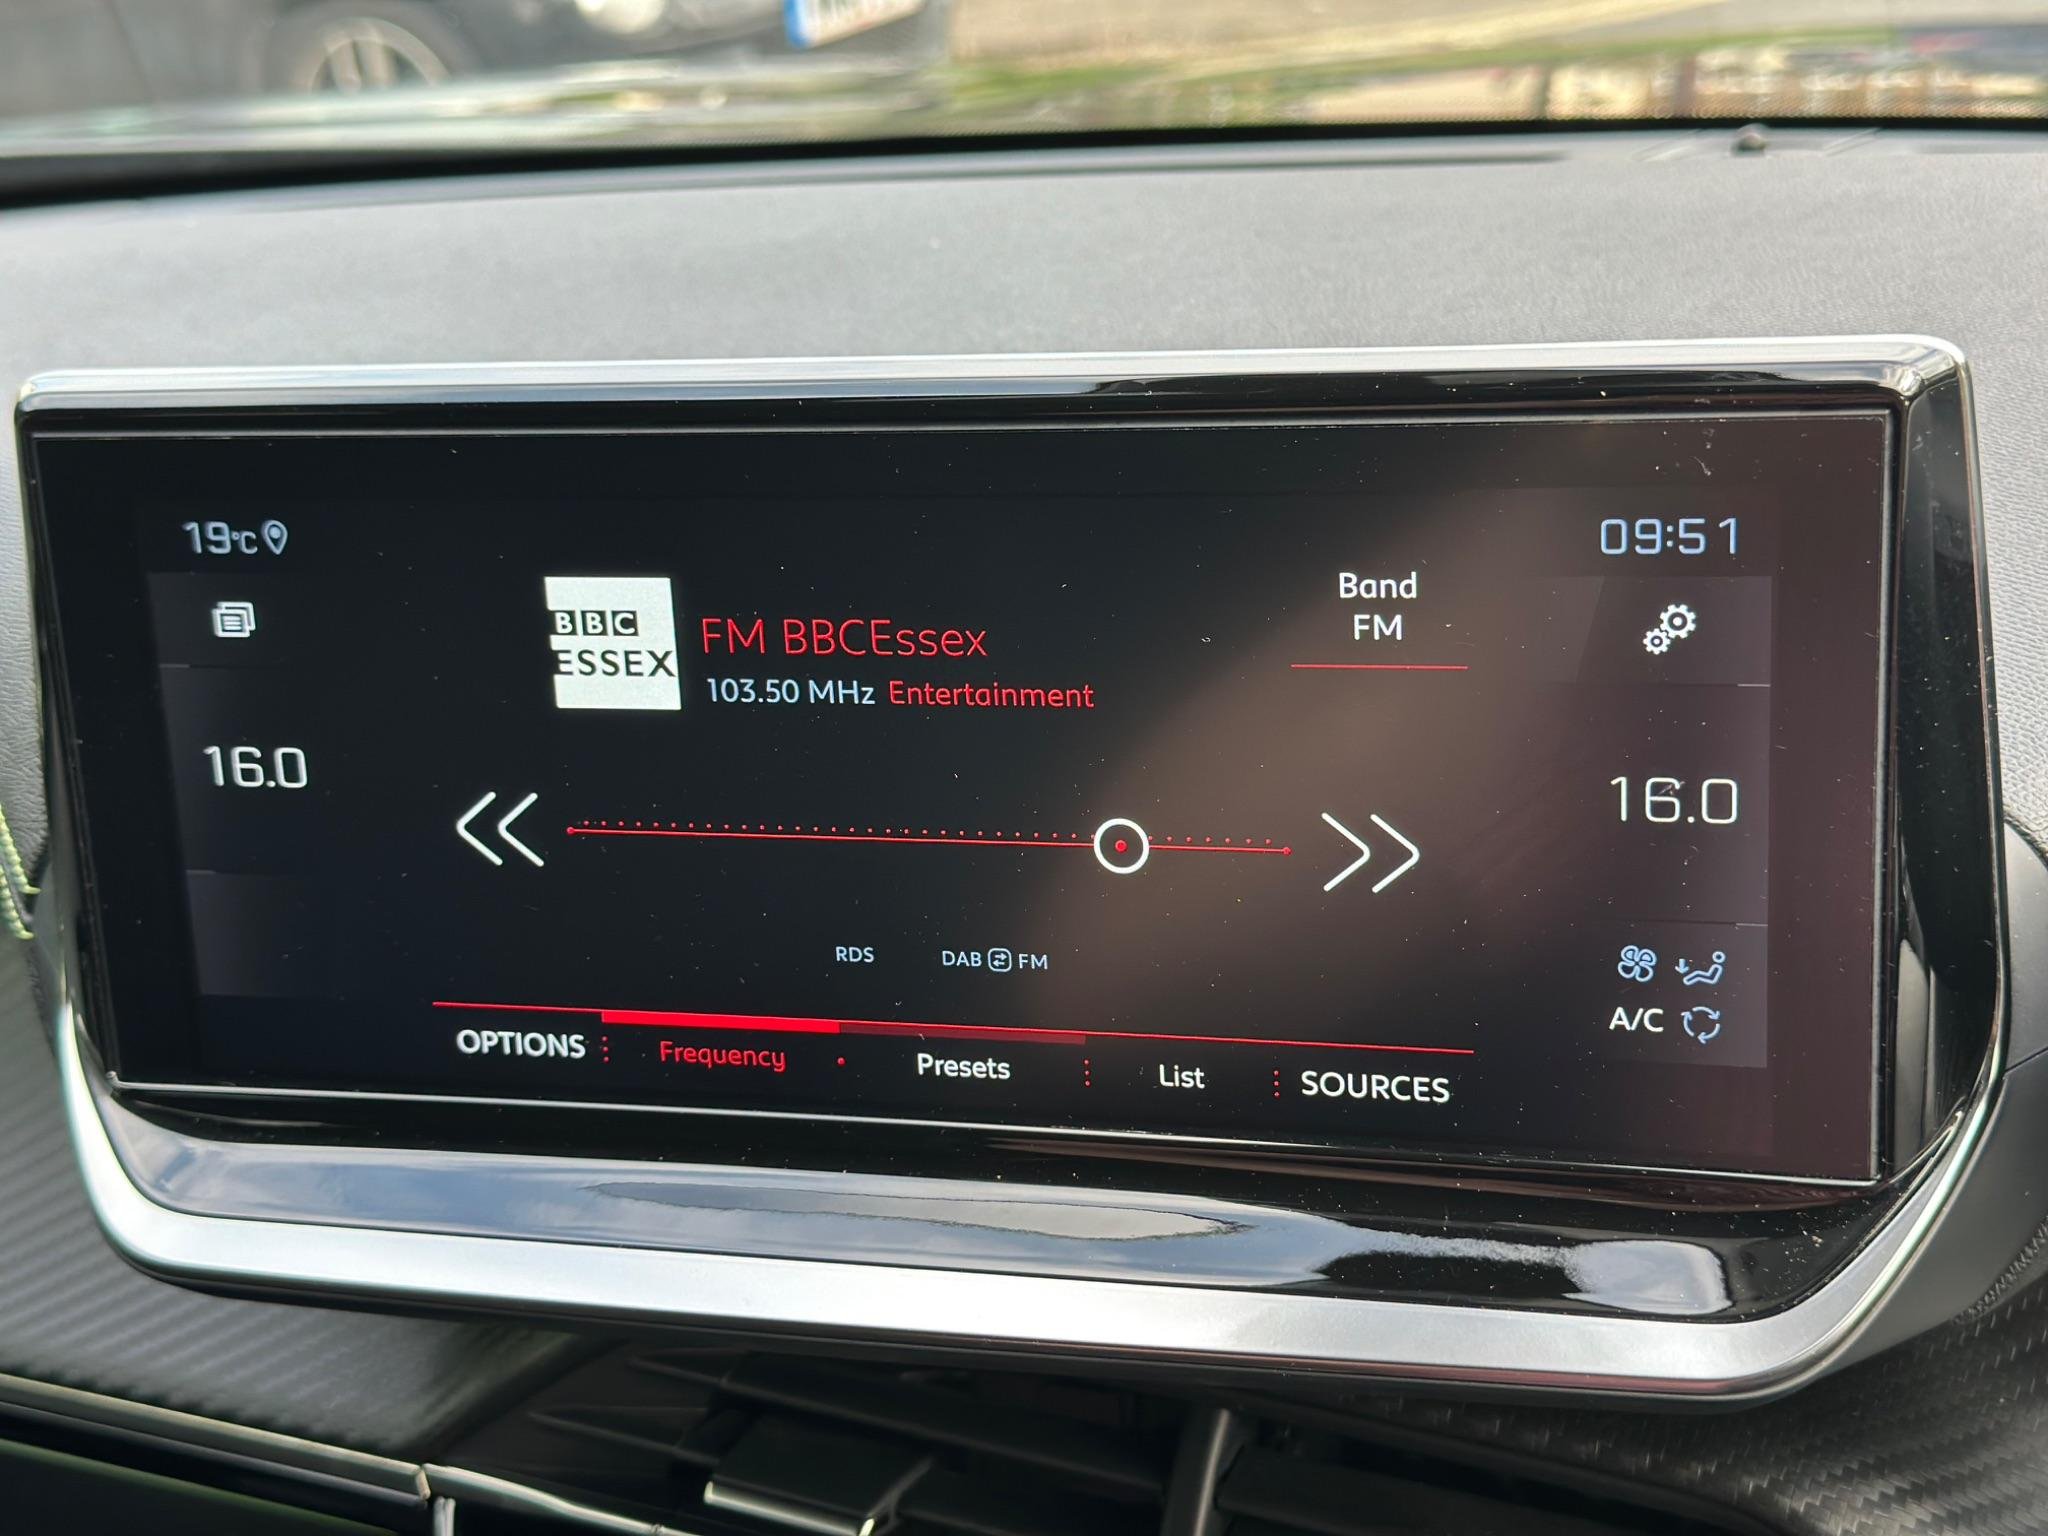 19°C
09:51
BBC
ESSEX
FM BBCEssex
103.50 MHz Entertainment
Band
FM
16.0
16.0
RDS
DAB FM
A/C
OPTIONS
Frequency
Presets
List
SOURCES